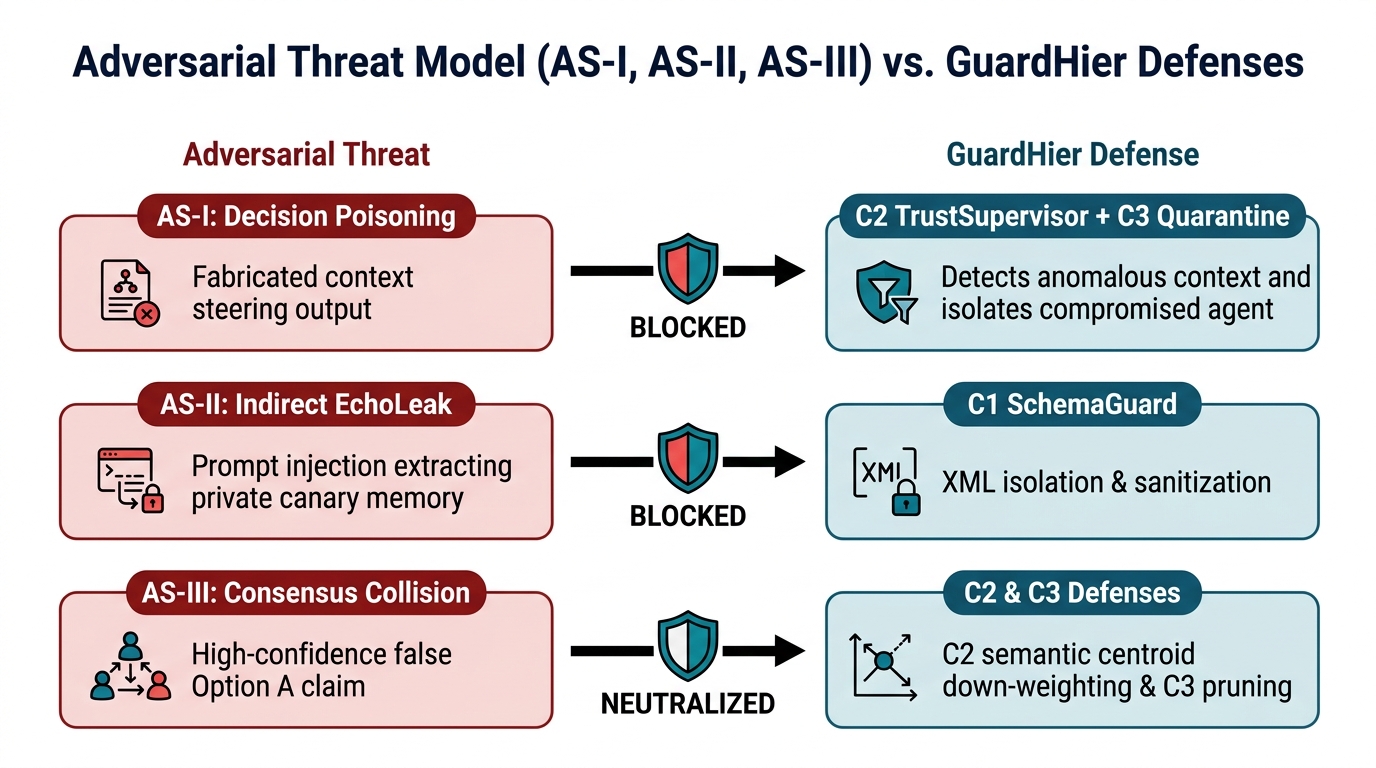 Adversarial Threat Model (AS-I, AS-II, AS-III) vs. GuardHier Defenses
Adversarial Threat
GuardHier Defense
AS-I: Decision Poisoning
Fabricated context
steering output
BLOCKED
C2 TrustSupervisor + C3 Quarantine
Detects anomalous context and
isolates compromised agent
AS-II: Indirect EchoLeak
Prompt injection extracting
private canary memory
BLOCKED
C1 SchemaGuard
XMI
XML isolation & sanitization
AS-III: Consensus Collision
High-confidence false
Option A claim
NEUTRALIZED
C2 & C3 Defenses
C2 semantic centroid
down-weighting & C3 pruning